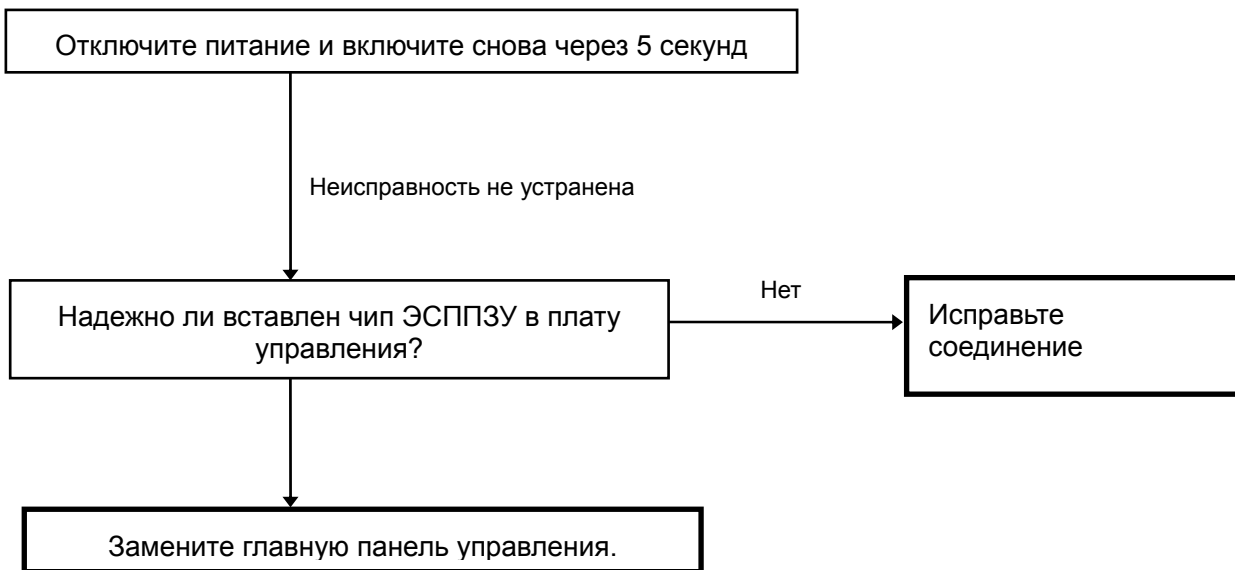 Отключите питание и включите снова через 5 секунд
Неисправность не устранена
Надежно ли вставлен чип ЭСППЗУ в плату
управления?
Нет
Исправьте
соединение
Замените главную панель управления.